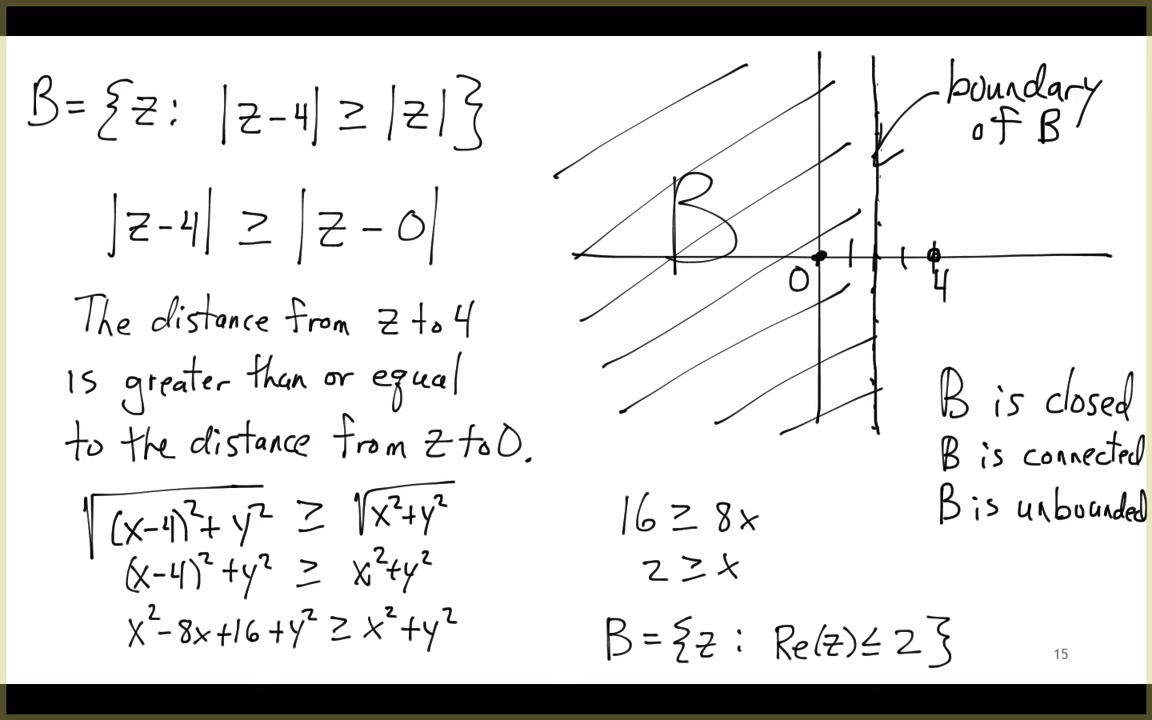 B = {z : |z-4| ≥ |z|}
|z-4| ≥ |z-0|
The distance from z to 4
is greater than or equal
to the distance from z to 0.
√((x-4)²+y²) ≥ √(x²+y²)
(x-4)²+y² ≥ x²+y²
x²-8x+16+y² ≥ x²+y²
boundary
of B
B
0
4
B is closed
B is connected
B is unbounded
16 ≥ 8x
2 ≥ x
B = {z : Re(z) ≤ 2}
15